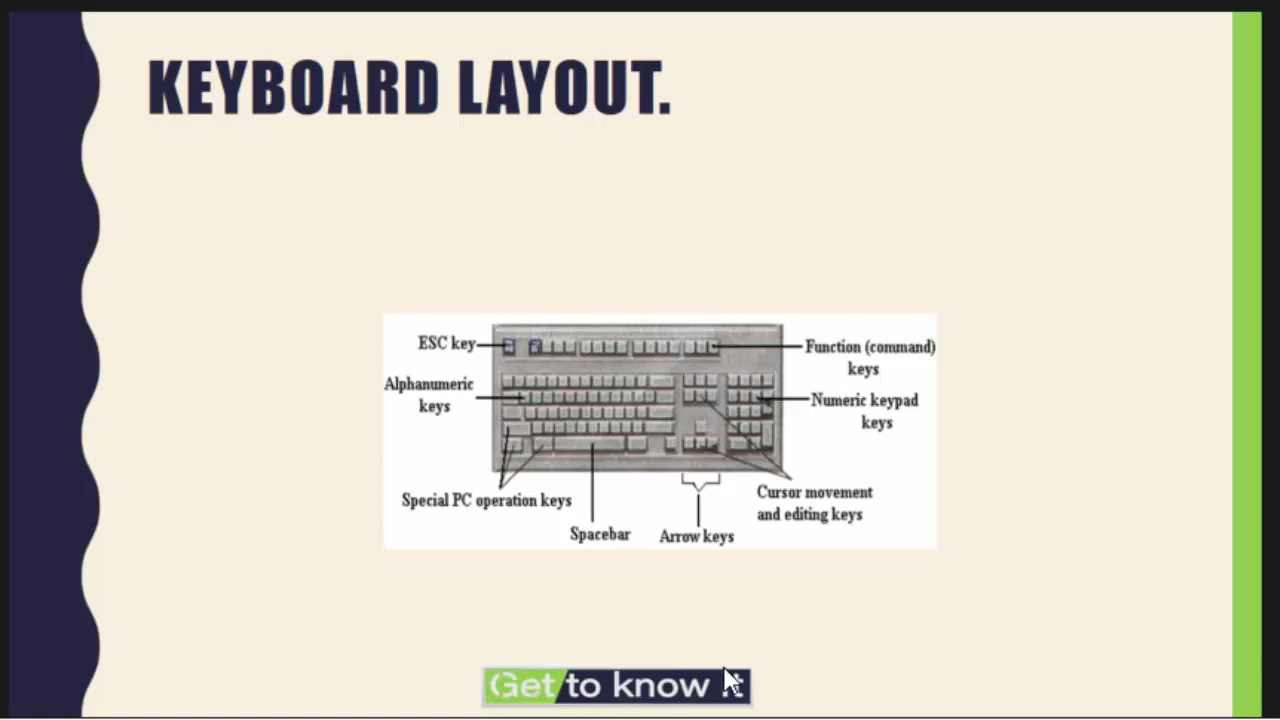 KEYBOARD LAYOUT.
ESC key
Function (command)
keys
Alphanumeric
keys
Numeric keypad
keys
Special PC operation keys
Cursor movement
and editing keys
Spacebar
Arrow keys
Get to know